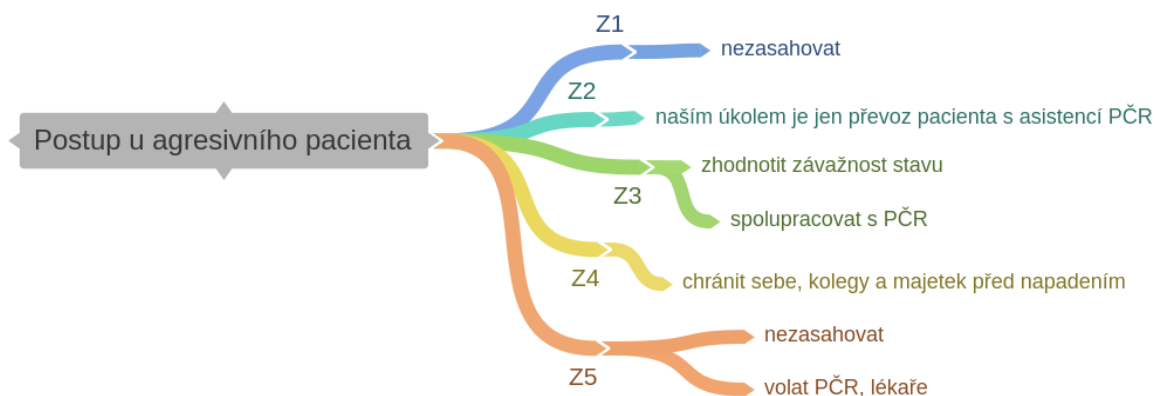 Postup u agresivního pacienta
Z1
nezasahovat
Z2
naším úkolem je jen převoz pacienta s asistencí PČR
Z3
zhodnotit závažnost stavu
spolupracovat s PČR
Z4
chránit sebe, kolegy a majetek před napadením
Z5
nezasahovat
volat PČR, lékaře